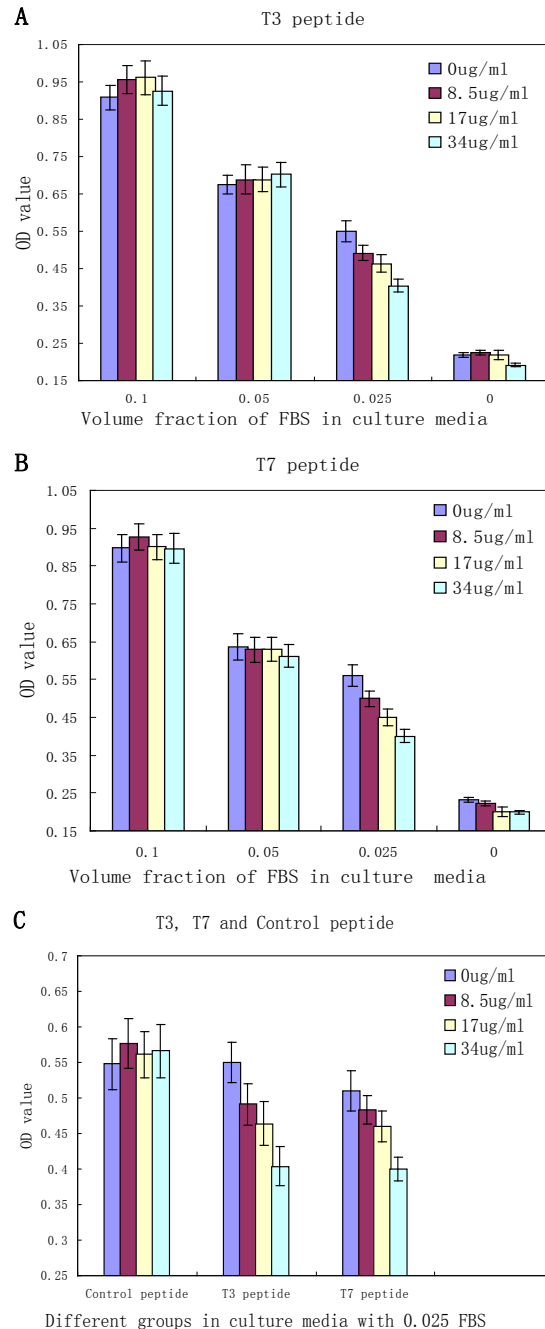 A
T3 peptide
1.05
0.95
0.85
0.75
0.65
0.55
0.45
0.35
0.25
0.15
OD value
0ug/ml
8.5ug/ml
17ug/ml
34ug/ml
0.1 0.05 0.025 0
Volume fraction of FBS in culture media
B
T7 peptide
1.05
0.95
0.85
0.75
0.65
0.55
0.45
0.35
0.25
0.15
OD value
0ug/ml
8.5ug/ml
17ug/ml
34ug/ml
0.1 0.05 0.025 0
Volume fraction of FBS in culture media
C
T3, T7 and Control peptide
0.7
0.65
0.6
0.55
0.5
0.45
0.4
0.35
0.3
0.25
OD value
0ug/ml
8.5ug/ml
17ug/ml
34ug/ml
Control peptide T3 peptide T7 peptide
Different groups in culture media with 0.025 FBS